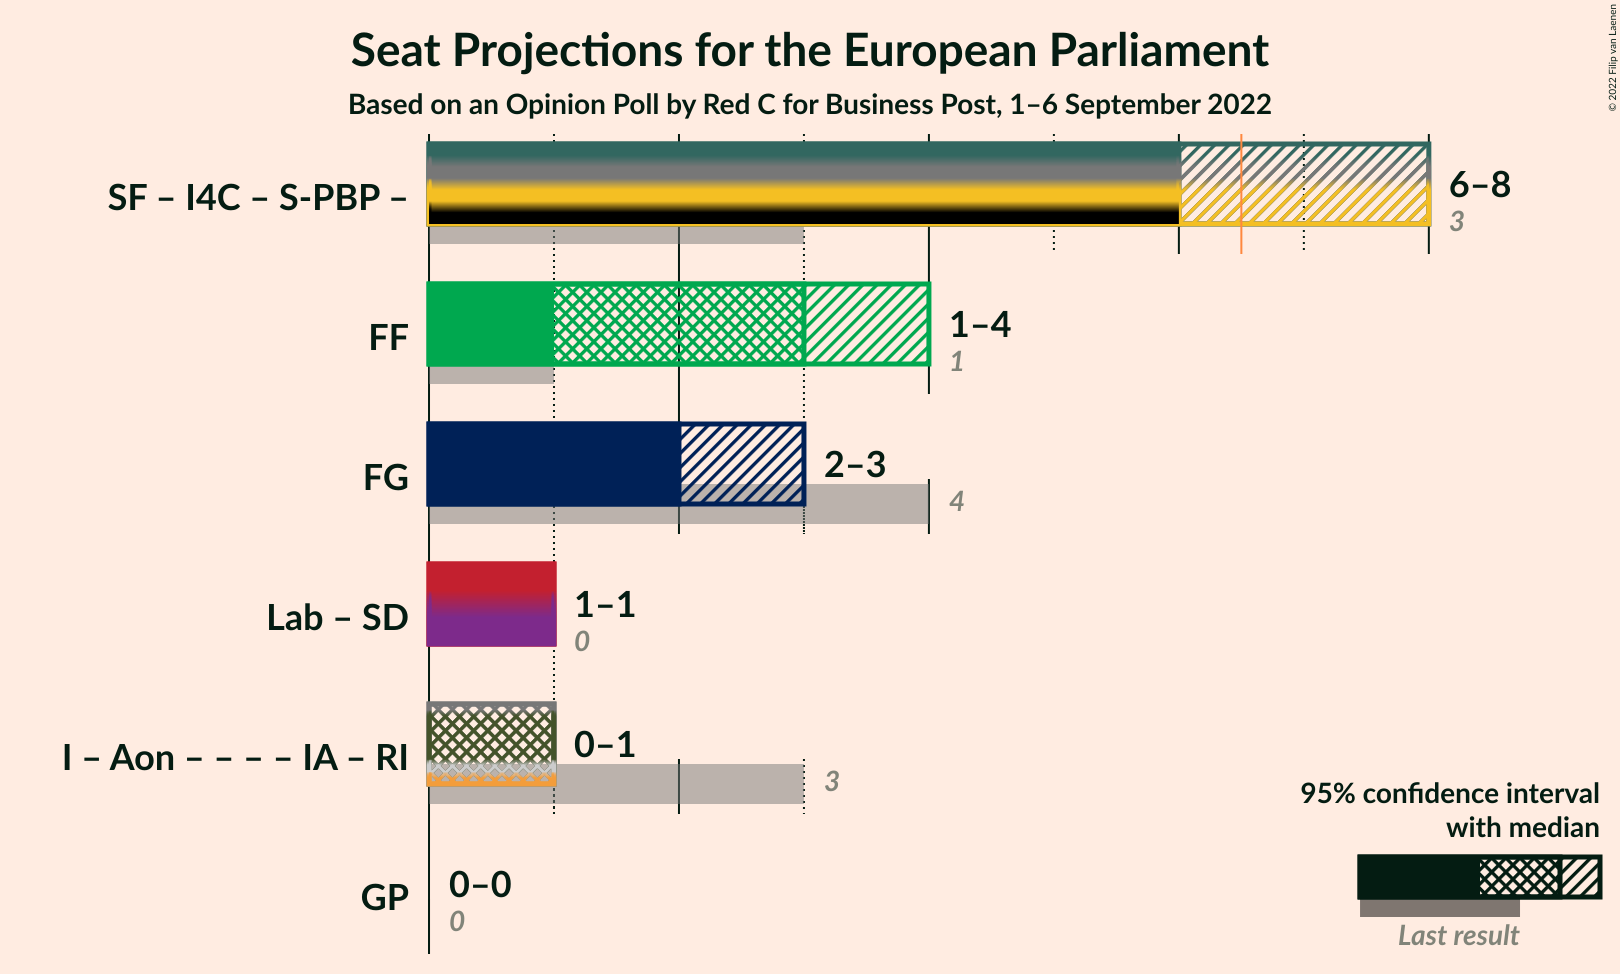 Seat Projections for the European Parliament
Based on an Opinion Poll by Red C for Business Post, 1–6 September 2022
© 2022 Filip van Laenen
SF – I4C – S-PBP –
6–8
3
FF
1–4
1
FG
2–3
4
Lab – SD
1–1
0
I – Aon – – – – IA – RI
0–1
3
GP
0–0
0
95% confidence interval
with median
Last result